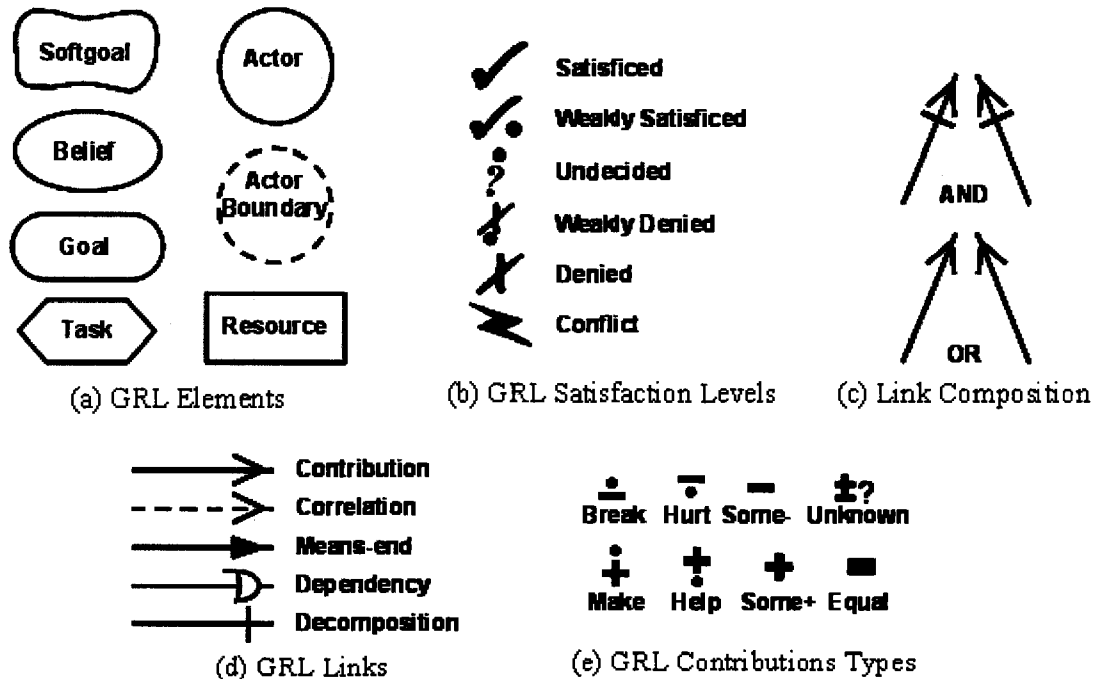 Softgoal
Actor
Belief
Actor
Boundary
Goal
Task
Resource
(a) GRL Elements
Satisficed
Weakly Satisficed
Undecided
Weakly Denied
Denied
Conflict
(b) GRL Satisfaction Levels
AND
OR
(c) Link Composition
Contribution
Correlation
Means-end
Dependency
Decomposition
(d) GRL Links
±?
Break Hurt Some- Unknown
Make Help Some+ Equal
(e) GRL Contributions Types